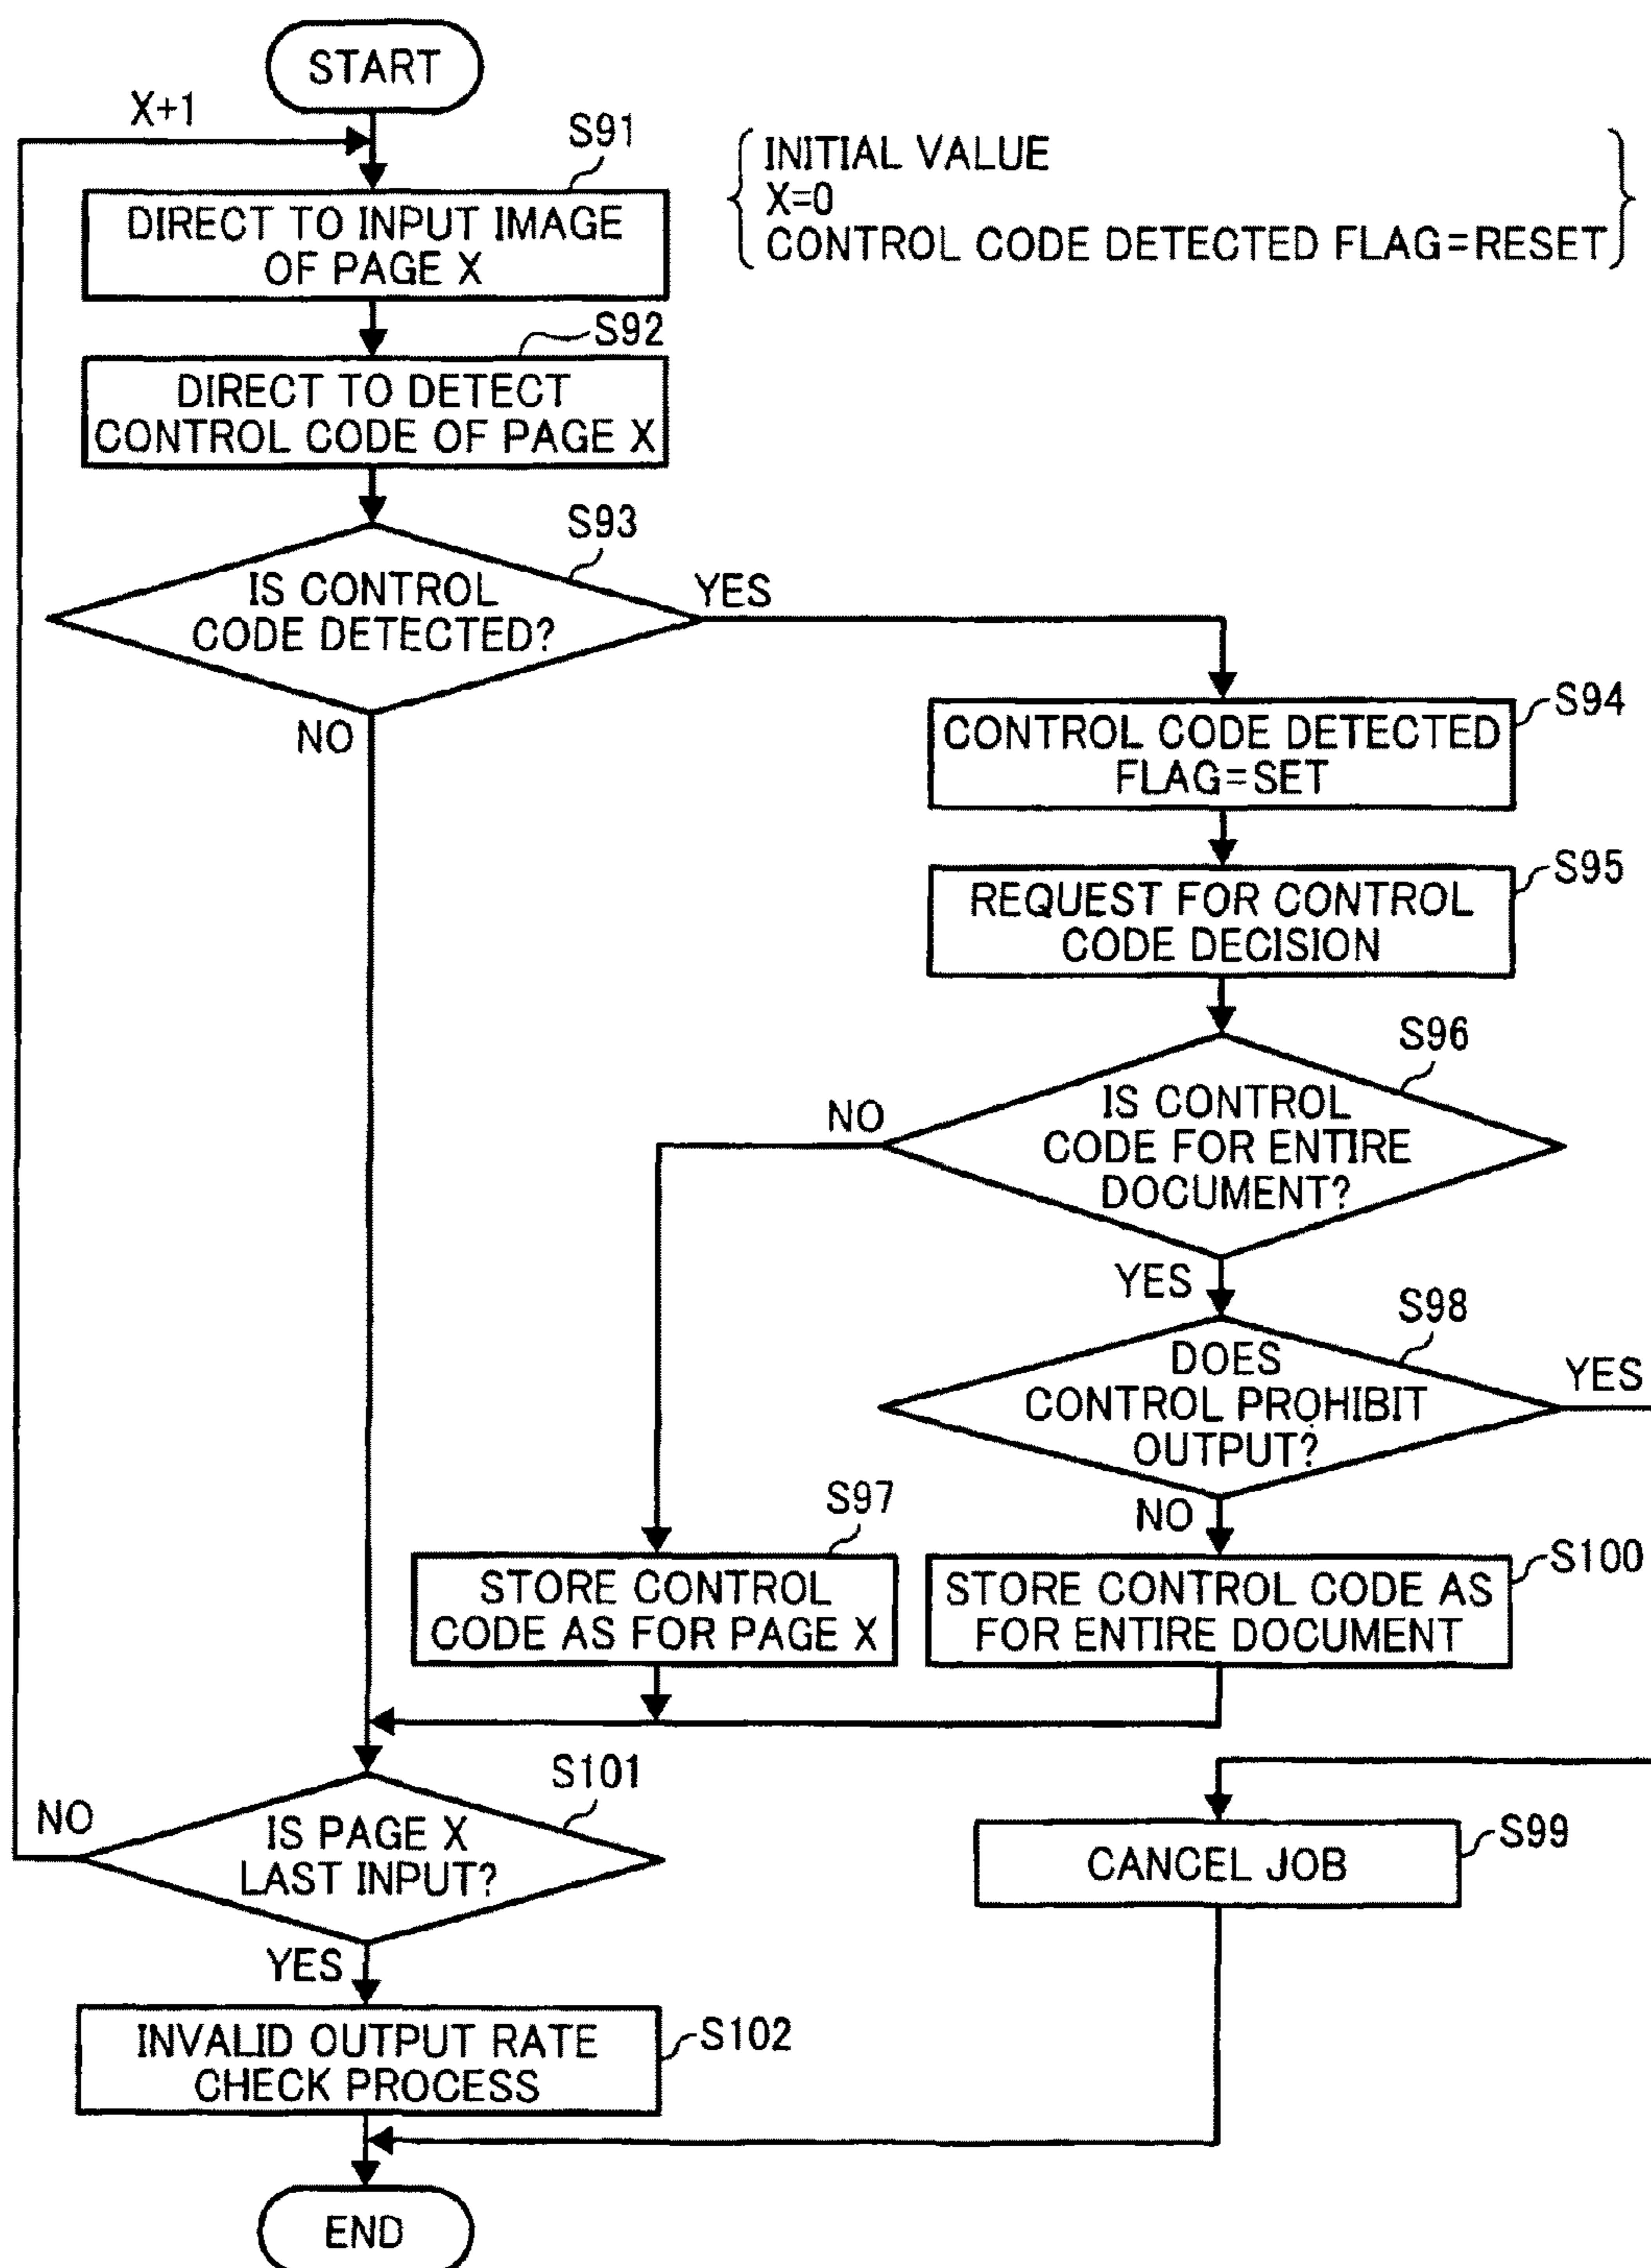 START
X+1
S91
INITIAL VALUE
X=0
CONTROL CODE DETECTED FLAG=RESET
DIRECT TO INPUT IMAGE
OF PAGE X
S92
DIRECT TO DETECT
CONTROL CODE OF PAGE X
S93
IS CONTROL
CODE DETECTED?
YES
NO
S94
CONTROL CODE DETECTED
FLAG=SET
S95
REQUEST FOR CONTROL
CODE DECISION
S96
IS CONTROL
CODE FOR ENTIRE
DOCUMENT?
NO
YES
S98
DOES
CONTROL PROHIBIT
OUTPUT?
YES
NO
S97
STORE CONTROL
CODE AS FOR PAGE X
S100
STORE CONTROL CODE AS
FOR ENTIRE DOCUMENT
S101
IS PAGE X
LAST INPUT?
NO
YES
S99
CANCEL JOB
S102
INVALID OUTPUT RATE
CHECK PROCESS
END